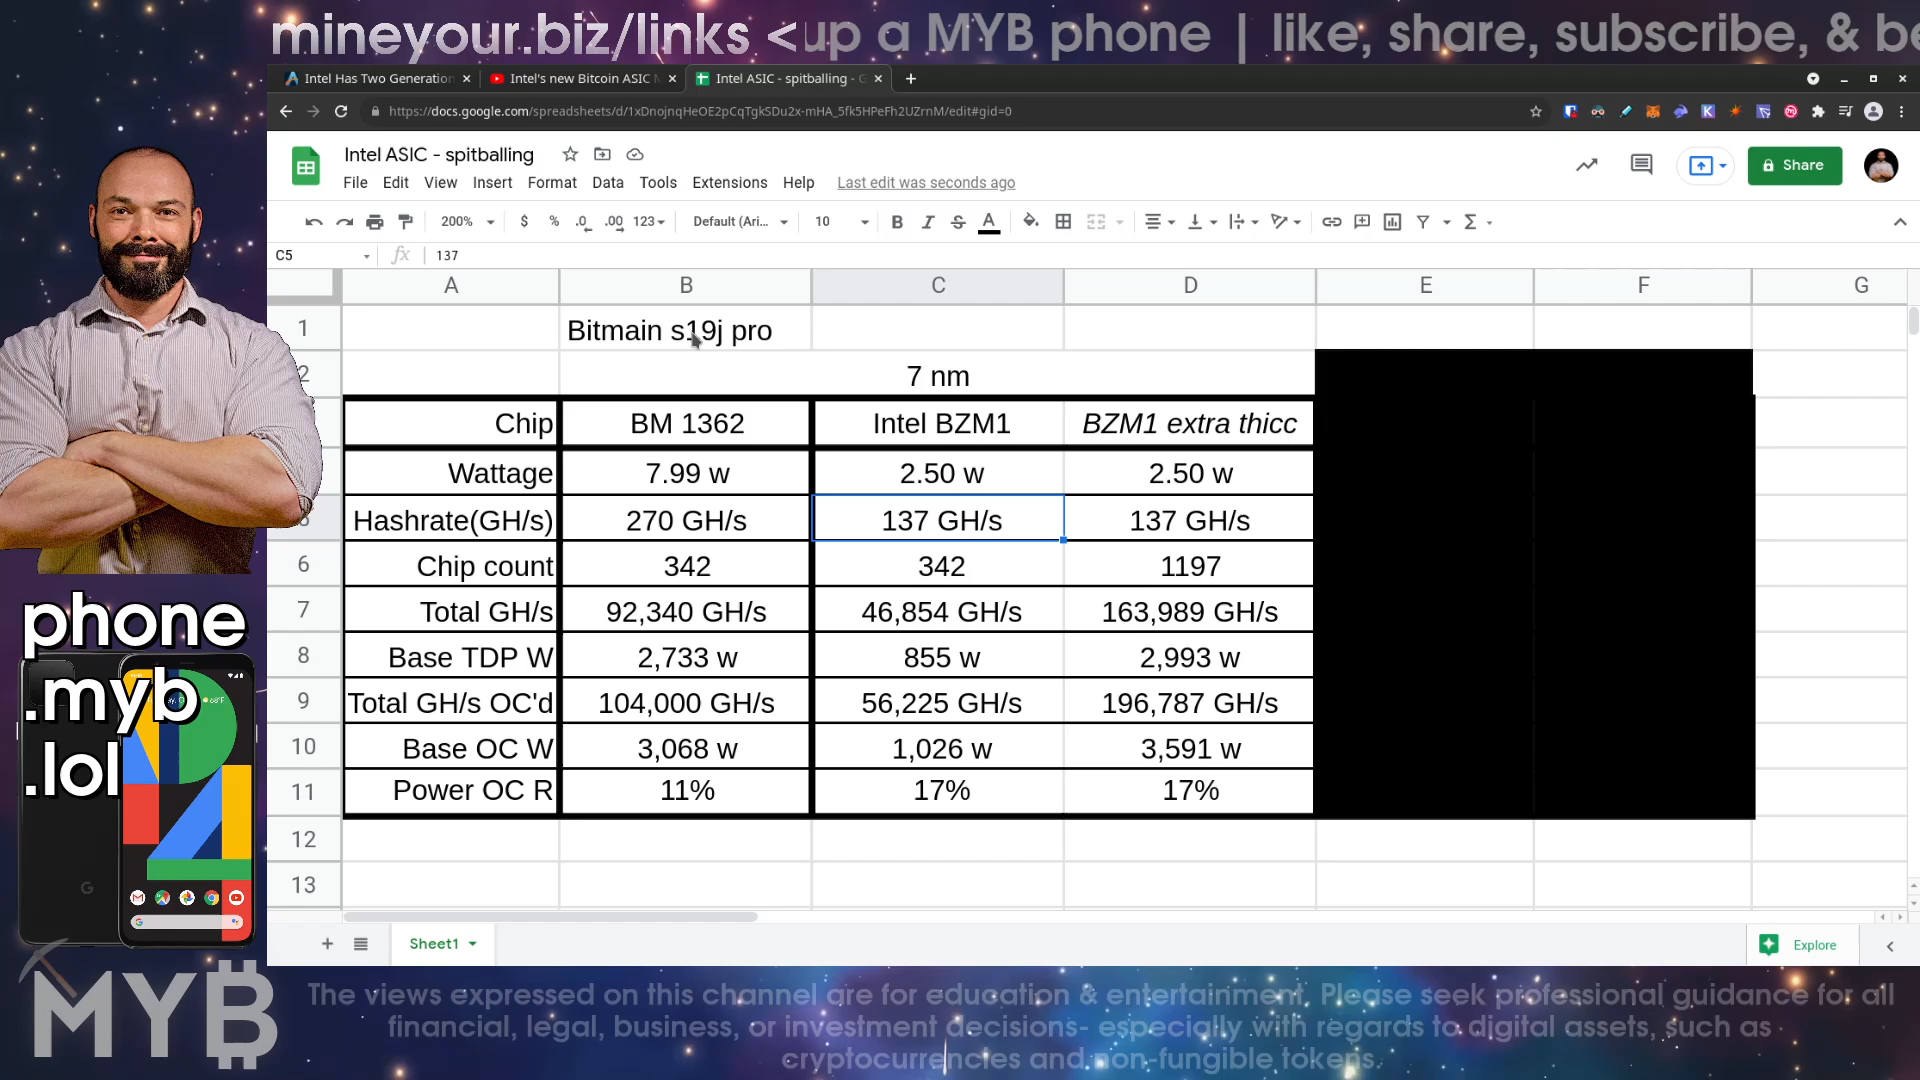 mineyour.biz/links <
up a MYB phone | like, share, subscribe, & be
Intel Has Two Generation
Intel's new Bitcoin ASIC M
Intel ASIC - spitballing - G
https://docs.google.com/spreadsheets/d/1xDnojnqHeOE2pCqTgkSDu2x-mHA_5fk5HPeFh2UZrnM/edit#gid=0
Intel ASIC - spitballing
Share
File Edit View Insert Format Data Tools Extensions Help Last edit was seconds ago
200% $ % .0 .00 123 Default (Ari... 10 B I S A
C5 fx 137
A B C D E F G
1 Bitmain s19j pro
2 7 nm
Chip BM 1362 Intel BZM1 BZM1 extra thicc
Wattage 7.99 w 2.50 w 2.50 w
Hashrate(GH/s) 270 GH/s 137 GH/s 137 GH/s
6 Chip count 342 342 1197
7 Total GH/s 92,340 GH/s 46,854 GH/s 163,989 GH/s
8 Base TDP W 2,733 w 855 w 2,993 w
9 Total GH/s OC'd 104,000 GH/s 56,225 GH/s 196,787 GH/s
10 Base OC W 3,068 w 1,026 w 3,591 w
11 Power OC R 11% 17% 17%
12
13
Sheet1
Explore
phone
.myb
.lol
MYB
The views expressed on this channel are for education & entertainment. Please seek professional guidance for all
financial, legal, business, or investment decisions- especially with regards to digital assets, such as
cryptocurrencies and non-fungible tokens.